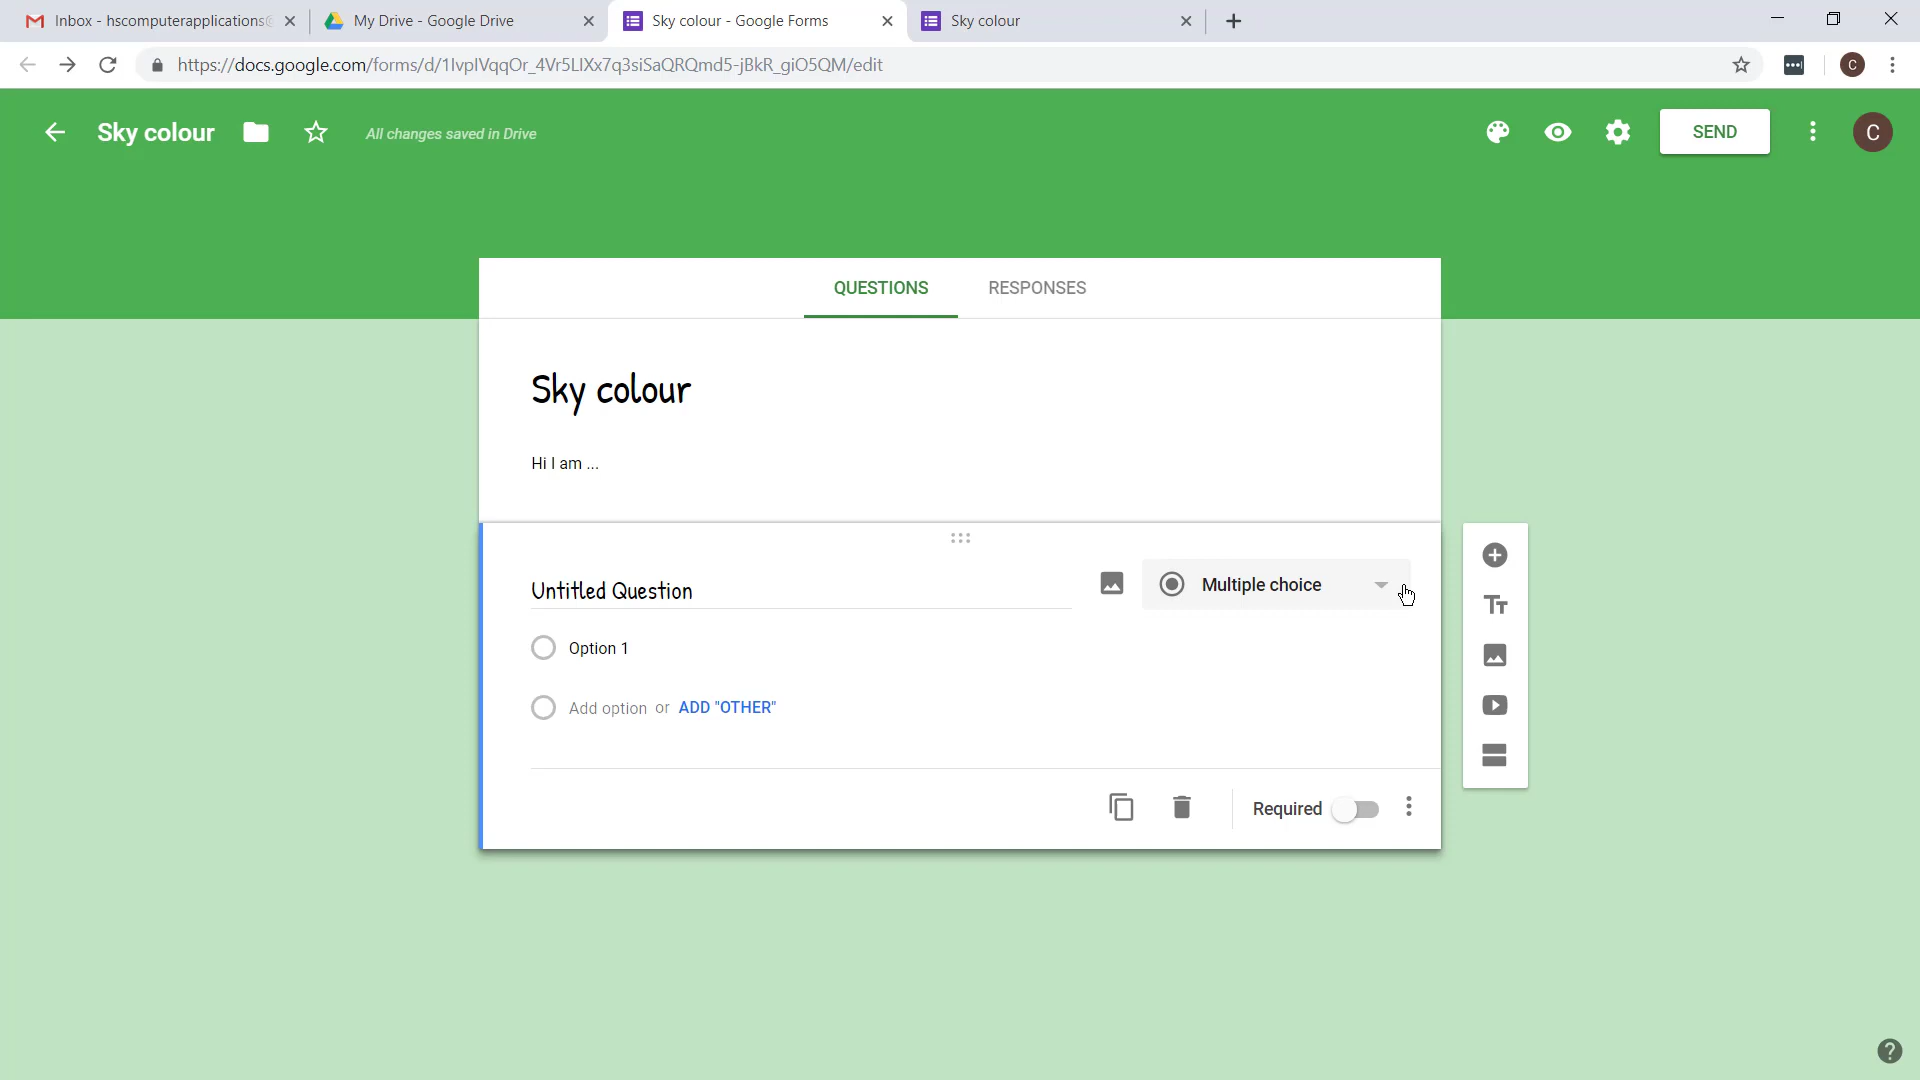 Inbox - hscomputerapplications@
My Drive - Google Drive
Sky colour - Google Forms
Sky colour
https://docs.google.com/forms/d/1IvpIVqqOr_4Vr5LIXx7q3siSaQRQmd5-jBkR_giO5QM/edit
C
Sky colour
All changes saved in Drive
SEND
C
QUESTIONS
RESPONSES
Sky colour
Hi I am ...
Untitled Question
Multiple choice
Tт
Option 1
Add option or ADD "OTHER"
Required